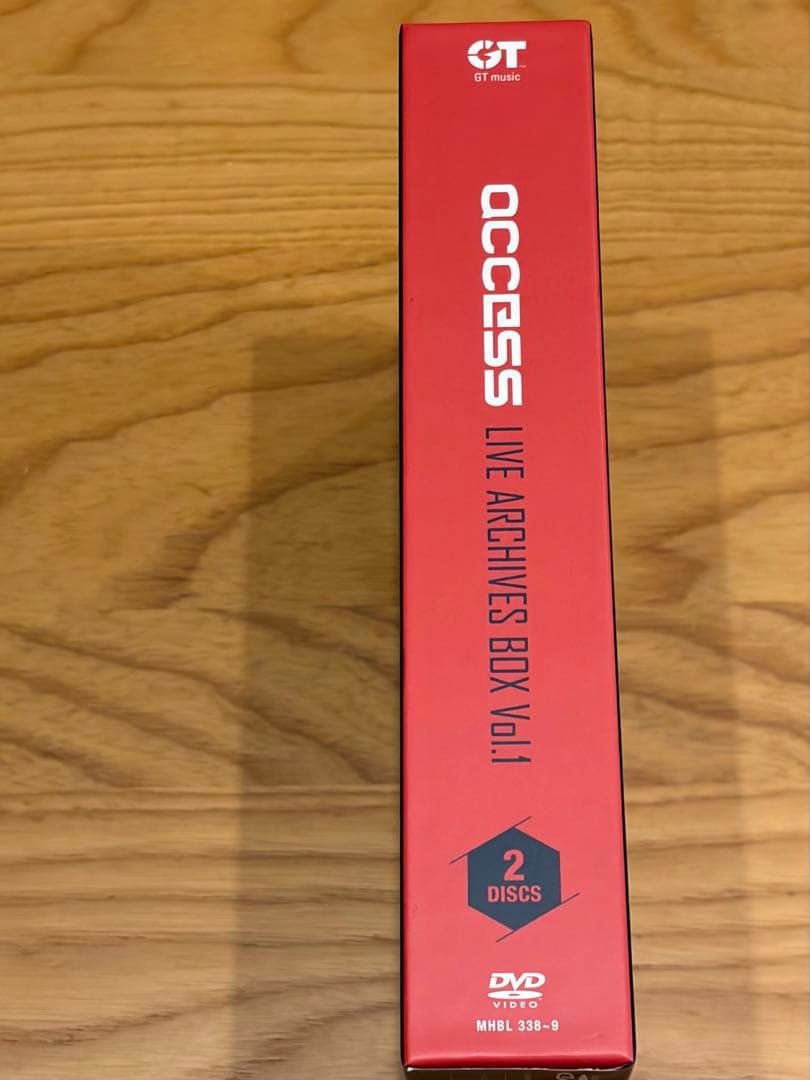 GT
GT music
access
LIVE ARCHIVES BOX Vol.1
2
DISCS
DVD
VIDEO
MHBL 338~9